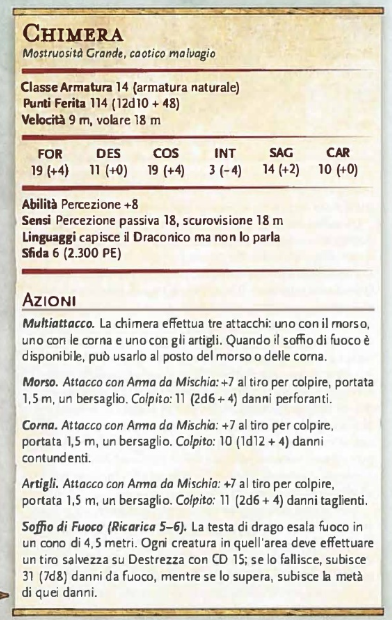 CHIMERA
Mostruosità Grande, caotico malvagio
Classe Armatura 14 (armatura naturale)
Punti Ferita 114 (12d10 + 48)
Velocità 9 m, volare 18 m
FOR DES COS INT SAG CAR
19 (+4) 11 (+0) 19 (+4) 3 (-4) 14 (+2) 10 (+0)
Abilità Percezione +8
Sensi Percezione passiva 18, scurovisione 18 m
Linguaggi capisce il Draconico ma non lo parla
Sfida 6 (2.300 PE)
AZIONI
Multiattacco. La chimera effettua tre attacchi: uno con il morso,
uno con le corna e uno con gli artigli. Quando il soffio di fuoco è
disponibile, può usarlo al posto del morso o delle corna.
Morso. Attacco con Arma da Mischia: +7 al tiro per colpire, portata
1,5 m, un bersaglio. Colpito: 11 (2d6 + 4) danni perforanti.
Corna. Attacco con Arma da Mischia: +7 al tiro per colpire,
portata 1,5 m, un bersaglio. Colpito: 10 (1d12 + 4) danni
contundenti.
Artigli. Attacco con Arma da Mischia: +7 al tiro per colpire,
portata 1,5 m, un bersaglio. Colpito: 11 (2d6 + 4) danni taglienti.
Soffio di Fuoco (Ricarica 5–6). La testa di drago esala fuoco in
un cono di 4,5 metri. Ogni creatura in quell'area deve effettuare
un tiro salvezza su Destrezza con CD 15; se lo fallisce, subisce
31 (7d8) danni da fuoco, mentre se lo supera, subisce la metà
di quei danni.